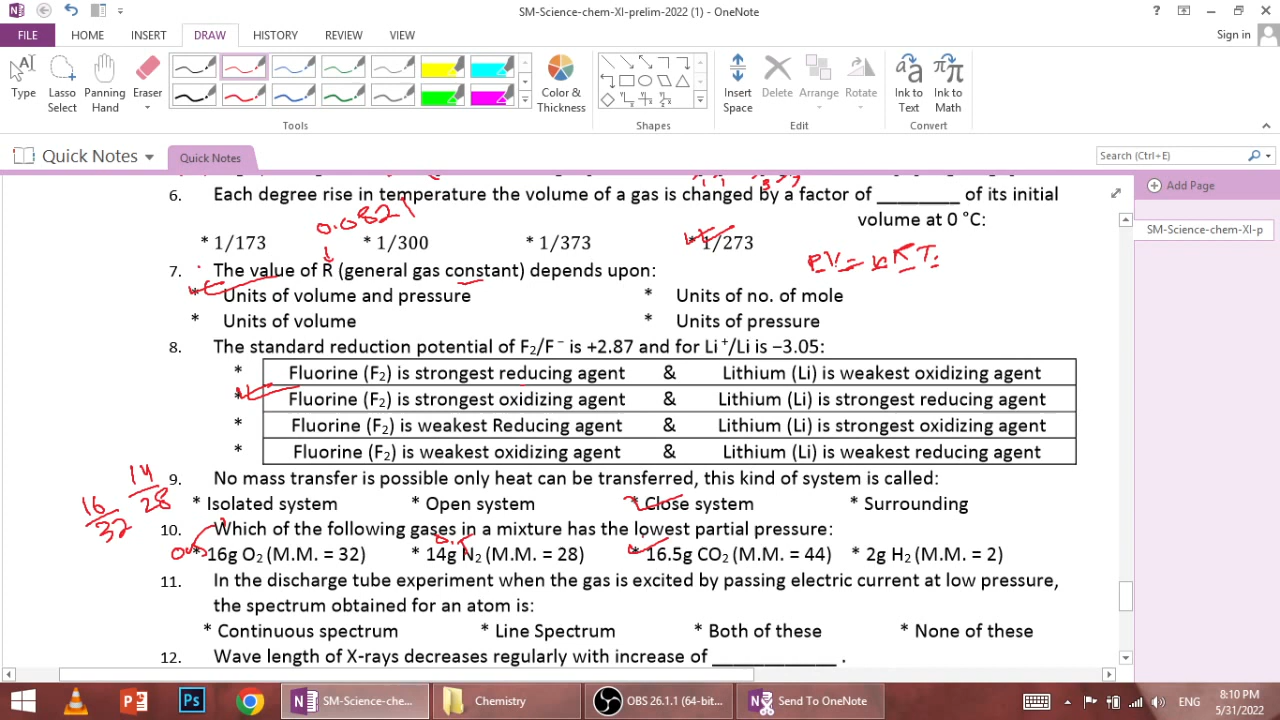 SM-Science-chem-XI-prelim-2022 (1) - OneNote
FILE HOME INSERT DRAW HISTORY REVIEW VIEW Sign in
Type Lasso Select Panning Hand Eraser Color & Thickness Insert Space Delete Arrange Rotate Ink to Text Ink to Math
Tools Shapes Edit Convert
Quick Notes Quick Notes Search (Ctrl+E)
Add Page
SM-Science-chem-XI-p
6. Each degree rise in temperature the volume of a gas is changed by a factor of ________ of its initial
volume at 0 °C:
0.0821
* 1/173 * 1/300 * 1/373 * 1/273
PV = nRT
7. The value of R (general gas constant) depends upon:
* Units of volume and pressure * Units of no. of mole
* Units of volume * Units of pressure
8. The standard reduction potential of F₂/F⁻ is +2.87 and for Li⁺/Li is −3.05:
* Fluorine (F₂) is strongest reducing agent & Lithium (Li) is weakest oxidizing agent
* Fluorine (F₂) is strongest oxidizing agent & Lithium (Li) is strongest reducing agent
* Fluorine (F₂) is weakest Reducing agent & Lithium (Li) is strongest oxidizing agent
* Fluorine (F₂) is weakest oxidizing agent & Lithium (Li) is weakest reducing agent
9. No mass transfer is possible only heat can be transferred, this kind of system is called:
14/28
16/32
* Isolated system * Open system * Close system * Surrounding
10. Which of the following gases in a mixture has the lowest partial pressure:
* 16g O₂ (M.M. = 32) * 14g N₂ (M.M. = 28) * 16.5g CO₂ (M.M. = 44) * 2g H₂ (M.M. = 2)
11. In the discharge tube experiment when the gas is excited by passing electric current at low pressure,
the spectrum obtained for an atom is:
* Continuous spectrum * Line Spectrum * Both of these * None of these
12. Wave length of X-rays decreases regularly with increase of ____________ .
SM-Science-che... Chemistry OBS 26.1.1 (64-bit... Send To OneNote ENG 8:10 PM
5/31/2022